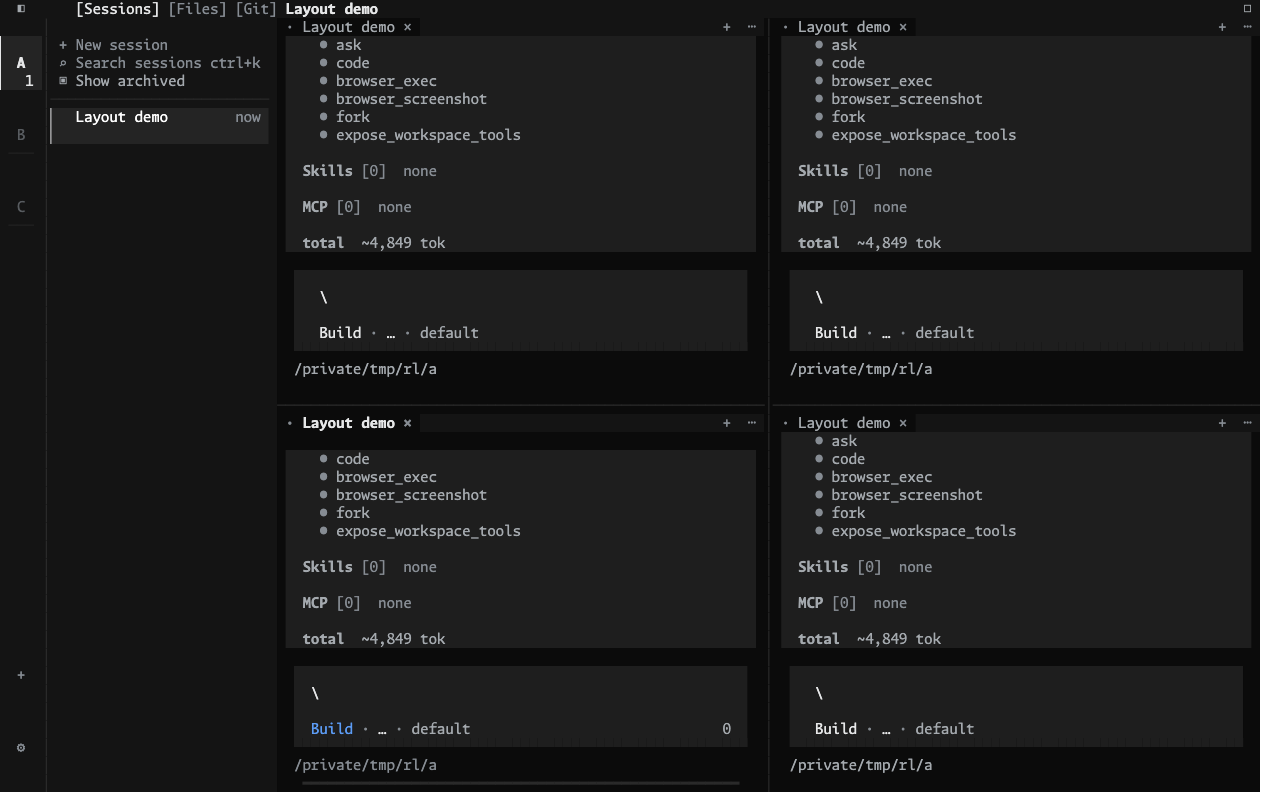 [Sessions] [Files] [Git] Layout demo
A
1
B
C
+
+ New session
Search sessions ctrl+k
Show archived
Layout demo now
· Layout demo × + …
● ask
● code
● browser_exec
● browser_screenshot
● fork
● expose_workspace_tools
Skills [0] none
MCP [0] none
total ~4,849 tok
\
Build · … · default
/private/tmp/rl/a
· Layout demo × + …
● ask
● code
● browser_exec
● browser_screenshot
● fork
● expose_workspace_tools
Skills [0] none
MCP [0] none
total ~4,849 tok
\
Build · … · default
/private/tmp/rl/a
· Layout demo × + …
● code
● browser_exec
● browser_screenshot
● fork
● expose_workspace_tools
Skills [0] none
MCP [0] none
total ~4,849 tok
\
Build · … · default 0
/private/tmp/rl/a
· Layout demo × + …
● ask
● code
● browser_exec
● browser_screenshot
● fork
● expose_workspace_tools
Skills [0] none
MCP [0] none
total ~4,849 tok
\
Build · … · default
/private/tmp/rl/a